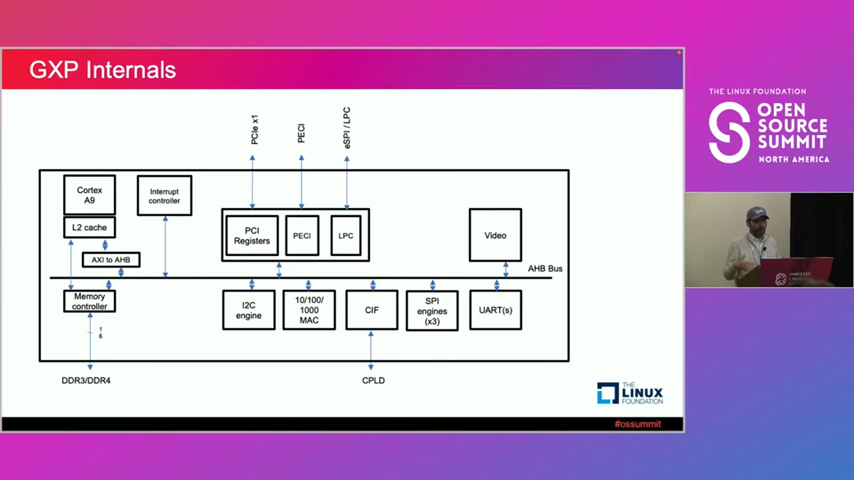 GXP Internals
PCIe x1
PECI
eSPI / LPC
Cortex
A9
Interrupt
controller
L2 cache
PCI
Registers
PECI
LPC
Video
AXI to AHB
AHB Bus
Memory
controller
I2C
engine
10/100/
1000
MAC
CIF
SPI
engines
(x3)
UART(s)
1
6
DDR3/DDR4
CPLD
THE
LINUX
FOUNDATION
#ossummit
THE LINUX FOUNDATION
OPEN
SOURCE
SUMMIT
NORTH AMERICA